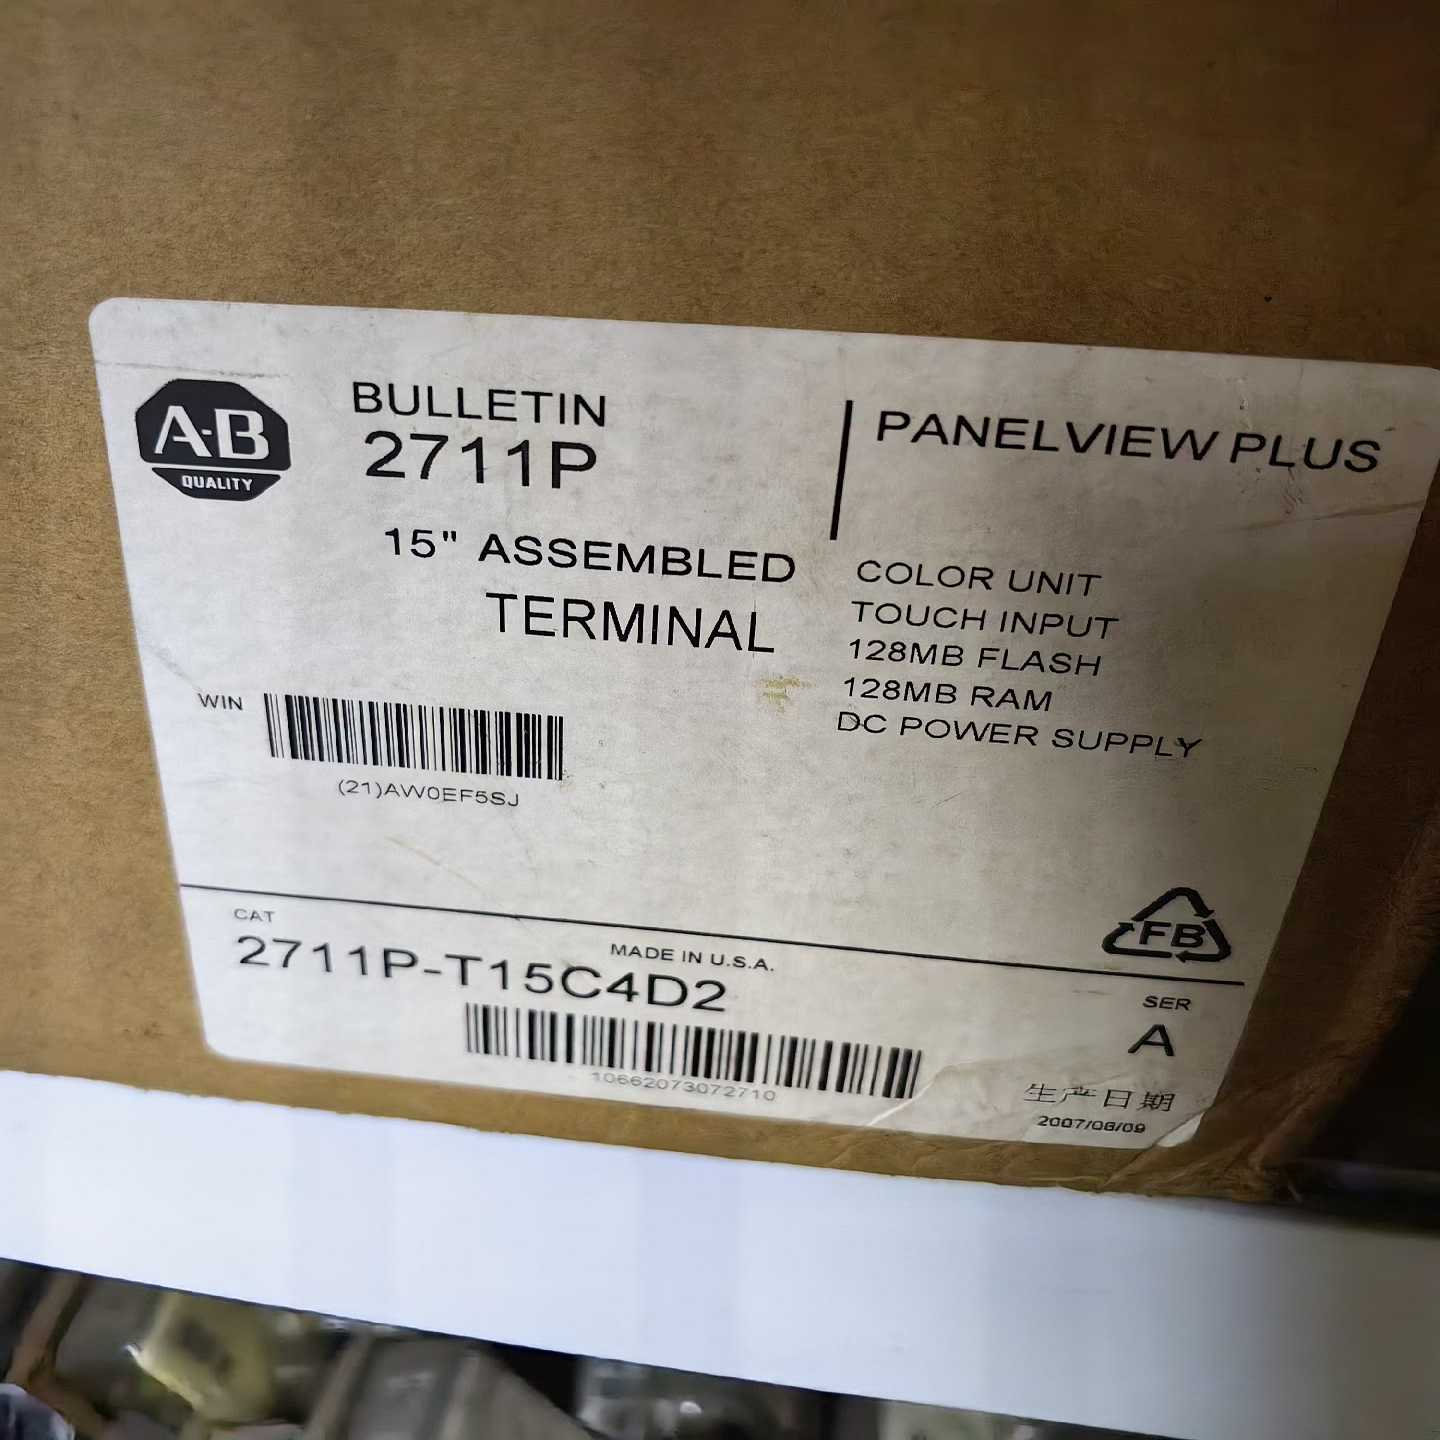 A-B
QUALITY
BULLETIN
2711P
PANELVIEW PLUS
15" ASSEMBLED
TERMINAL
COLOR UNIT
TOUCH INPUT
128MB FLASH
128MB RAM
DC POWER SUPPLY
WIN
(21)AW0EF5SJ
FB
CAT
MADE IN U.S.A.
2711P-T15C4D2
SER
A
10662073072710
生产日期
2007/06/09